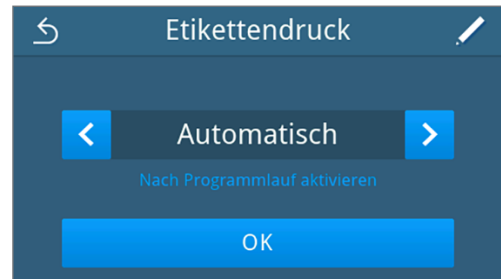 Etikettendruck
Automatisch
Nach Programmlauf aktivieren
OK